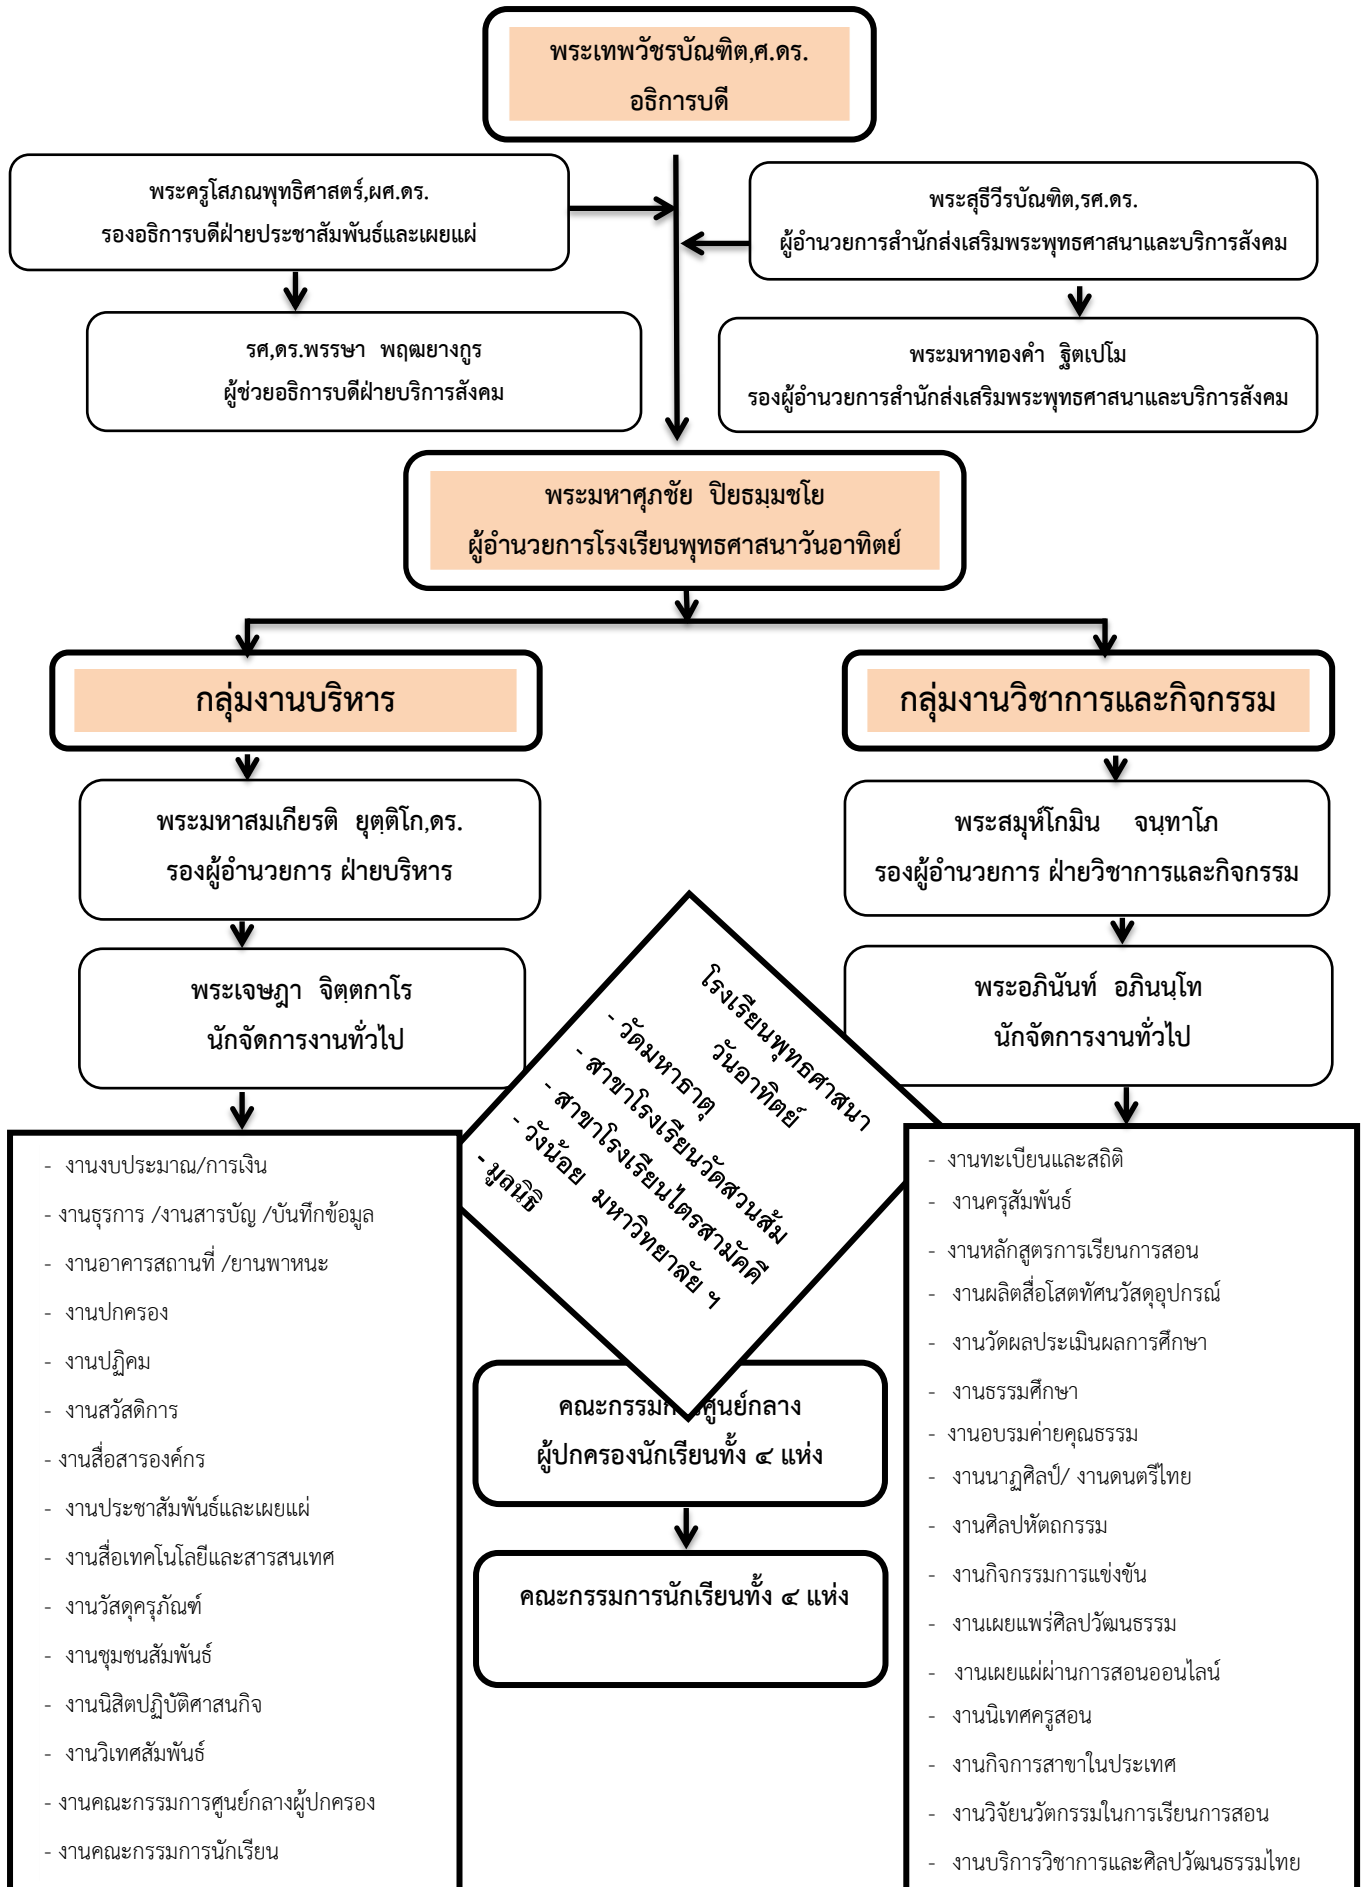 พระเทพวัชรบัณฑิต,ศ.ดร.
อธิการบดี
พระครูโสภณพุทธิศาสตร์,ผศ.ดร.
รองอธิการบดีฝ่ายประชาสัมพันธ์และเผยแผ่
พระสุธีวีรบัณฑิต,รศ.ดร.
ผู้อำนวยการสำนักส่งเสริมพระพุทธศาสนาและบริการสังคม
รศ,ดร.พรรษา พฤฒยางกูร
ผู้ช่วยอธิการบดีฝ่ายบริการสังคม
พระมหาทองคำ ฐิตเปโม
รองผู้อำนวยการสำนักส่งเสริมพระพุทธศาสนาและบริการสังคม
พระมหาศุภชัย ปิยธมฺมชโย
ผู้อำนวยการโรงเรียนพุทธศาสนาวันอาทิตย์
กลุ่มงานบริหาร
พระมหาสมเกียรติ ยุตฺติโก,ดร.
รองผู้อำนวยการ ฝ่ายบริหาร
พระเจษฎา จิตฺตกาโร
นักจัดการงานทั่วไป
- งานงบประมาณ/การเงิน
- งานธุรการ /งานสารบัญ /บันทึกข้อมูล
- งานอาคารสถานที่ /ยานพาหนะ
- งานปกครอง
- งานปฏิคม
- งานสวัสดิการ
- งานสื่อสารองค์กร
- งานประชาสัมพันธ์และเผยแผ่
- งานสื่อเทคโนโลยีและสารสนเทศ
- งานวัสดุครุภัณฑ์
- งานชุมชนสัมพันธ์
- งานนิสิตปฏิบัติศาสนกิจ
- งานวิเทศสัมพันธ์
- งานคณะกรรมการศูนย์กลางผู้ปกครอง
- งานคณะกรรมการนักเรียน
โรงเรียนพุทธศาสนา
วันอาทิตย์
- วัดมหาธาตุ
- สาขาโรงเรียนวัดสวนส้ม
- สาขาโรงเรียนไตรสามัคคี
- วังน้อย มหาวิทยาลัย ฯ
- มูลนิธิ
คณะกรรมการศูนย์กลาง
ผู้ปกครองนักเรียนทั้ง ๔ แห่ง
คณะกรรมการนักเรียนทั้ง ๔ แห่ง
กลุ่มงานวิชาการและกิจกรรม
พระสมุห์โกมิน จนฺทาโภ
รองผู้อำนวยการ ฝ่ายวิชาการและกิจกรรม
พระอภินันท์ อภินนฺโท
นักจัดการงานทั่วไป
- งานทะเบียนและสถิติ
- งานครุสัมพันธ์
- งานหลักสูตรการเรียนการสอน
- งานผลิตสื่อโสตทัศนวัสดุอุปกรณ์
- งานวัดผลประเมินผลการศึกษา
- งานธรรมศึกษา
- งานอบรมค่ายคุณธรรม
- งานนาฏศิลป์/ งานดนตรีไทย
- งานศิลปหัตถกรรม
- งานกิจกรรมการแข่งขัน
- งานเผยแพร่ศิลปวัฒนธรรม
- งานเผยแผ่ผ่านการสอนออนไลน์
- งานนิเทศครูสอน
- งานกิจการสาขาในประเทศ
- งานวิจัยนวัตกรรมในการเรียนการสอน
- งานบริการวิชาการและศิลปวัฒนธรรมไทย